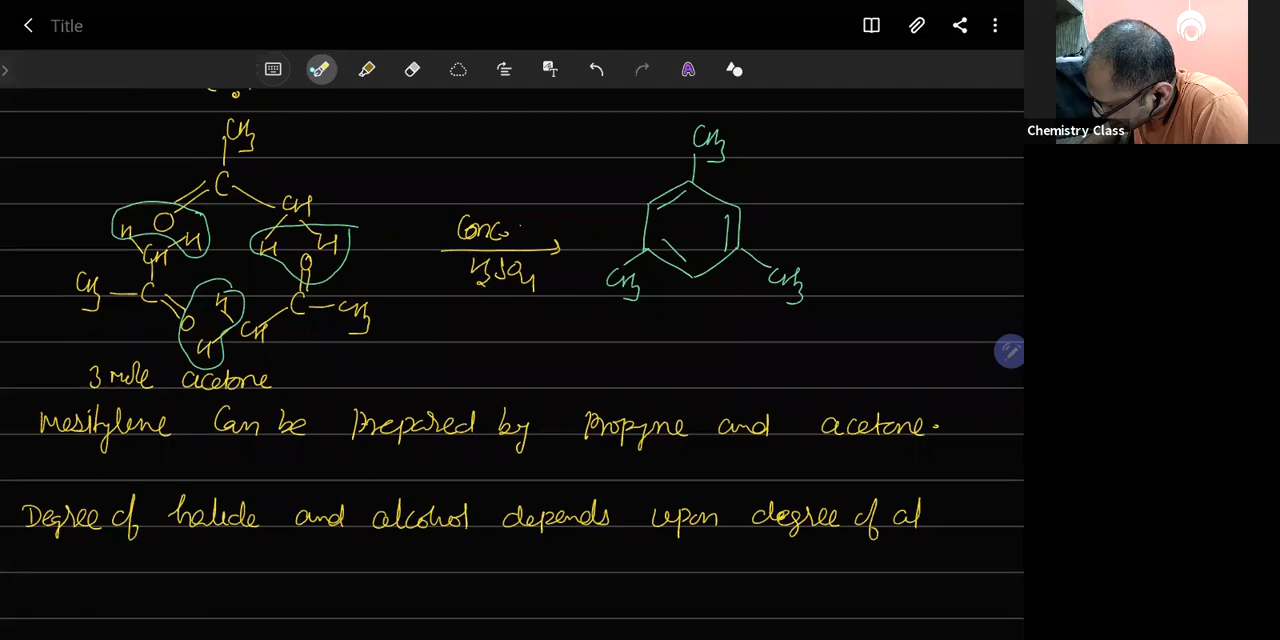 Title
Chemistry Class
CH3
C
CH
O
H H H H
CH
O
Conc.
H2SO4
CH3 C C CH3
O H CH
H
CH3
CH3 CH3
3 mole acetone
Mesitylene Can be Prepared by Propyne and acetone.
Degree of halide and alcohol depends upon degree of al